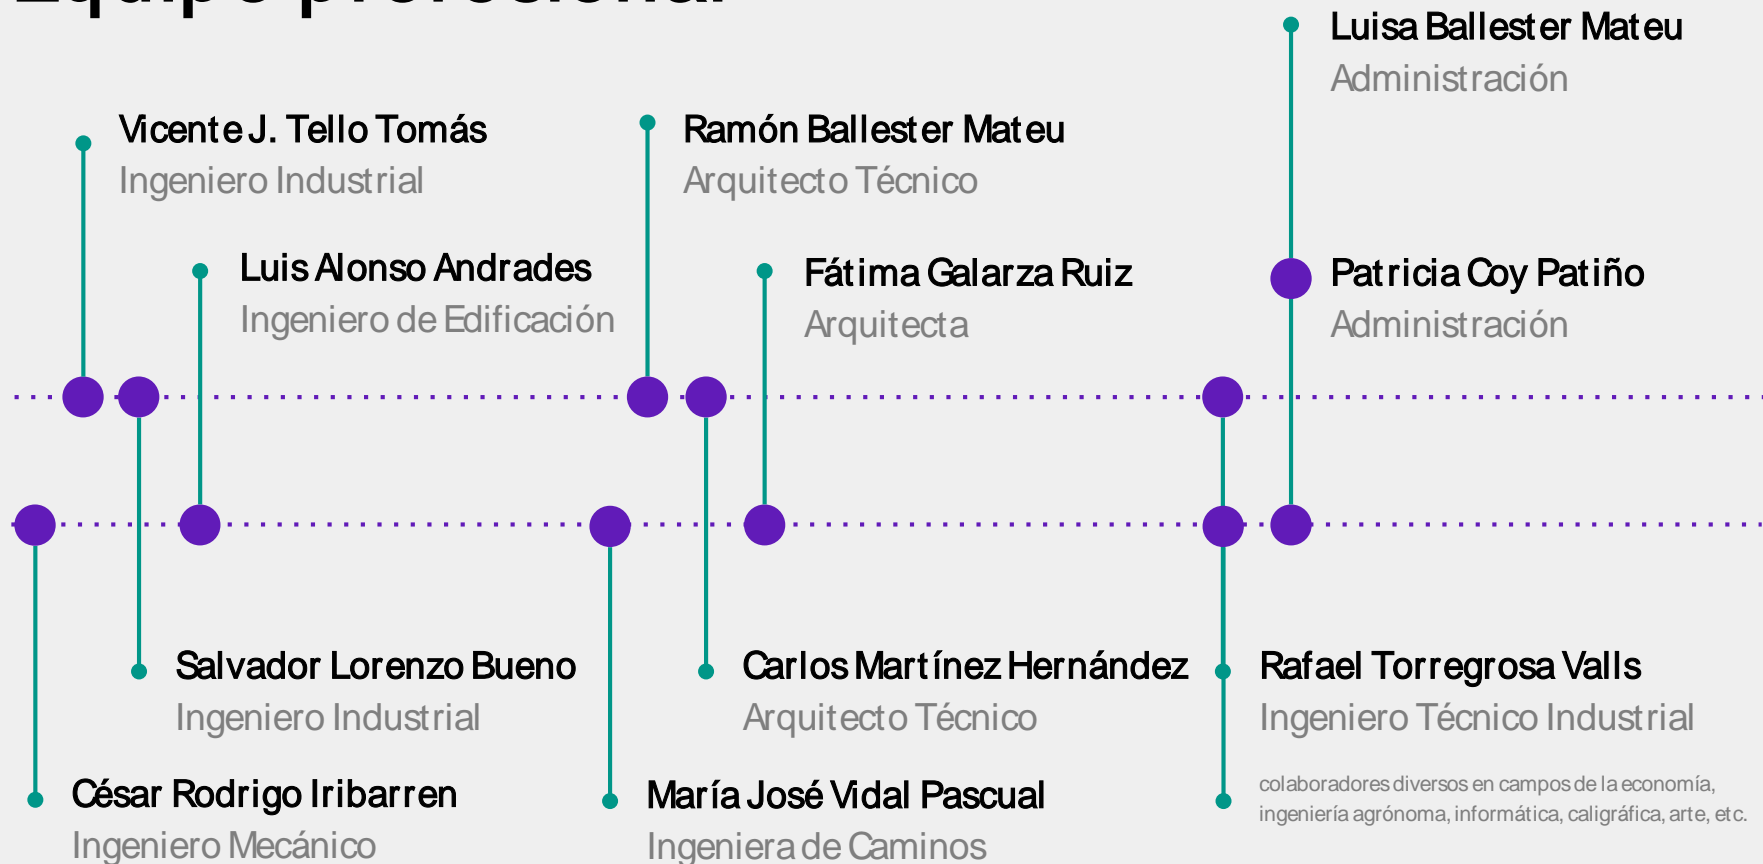 Equipo profesional
Luisa Ballester Mateu
Administración
Vicente J. Tello Tomás
Ingeniero Industrial
Ramón Ballester Mateu
Arquitecto Técnico
Luis Alonso Andrades
Ingeniero de Edificación
Fátima Galarza Ruiz
Arquitecta
Patricia Coy Patiño
Administración
Salvador Lorenzo Bueno
Ingeniero Industrial
Carlos Martínez Hernández
Arquitecto Técnico
Rafael Torregrosa Valls
Ingeniero Técnico Industrial
César Rodrigo Iribarren
Ingeniero Mecánico
María José Vidal Pascual
Ingeniera de Caminos
colaboradores diversos en campos de la economía,
ingeniería agrónoma, informática, caligráfica, arte, etc.